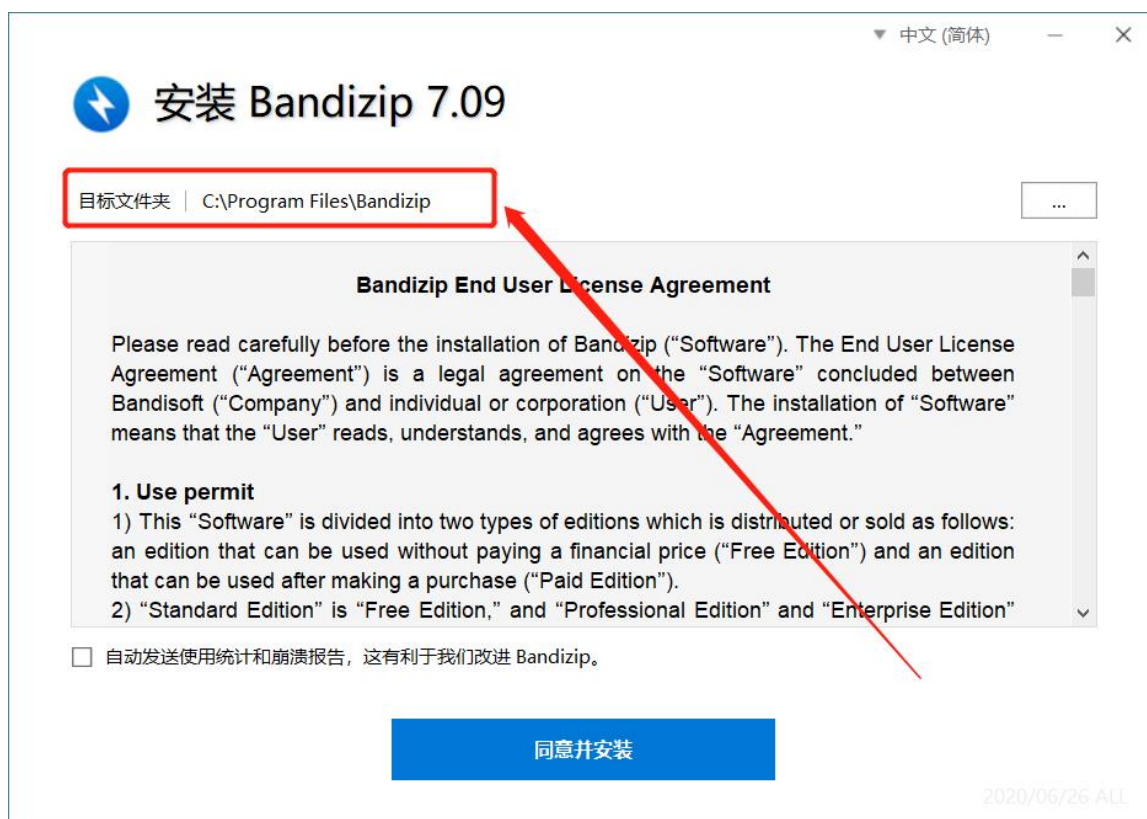 中文 (简体)
安装 Bandizip 7.09
目标文件夹 C:\Program Files\Bandizip
...
Bandizip End User License Agreement
Please read carefully before the installation of Bandizip (“Software”). The End User License
Agreement (“Agreement”) is a legal agreement on the “Software” concluded between
Bandisoft (“Company”) and individual or corporation (“User”). The installation of “Software”
means that the “User” reads, understands, and agrees with the “Agreement.”
1. Use permit
1) This “Software” is divided into two types of editions which is distributed or sold as follows:
an edition that can be used without paying a financial price (“Free Edition”) and an edition
that can be used after making a purchase (“Paid Edition”).
2) “Standard Edition” is “Free Edition,” and “Professional Edition” and “Enterprise Edition”
自动发送使用统计和崩溃报告，这有利于我们改进 Bandizip。
同意并安装
2020/06/26 ALL